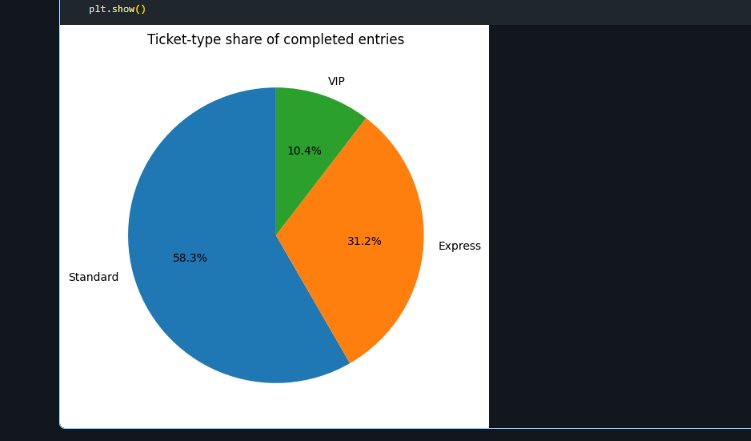 plt.show()
Ticket-type share of completed entries
VIP
10.4%
31.2%
Express
58.3%
Standard